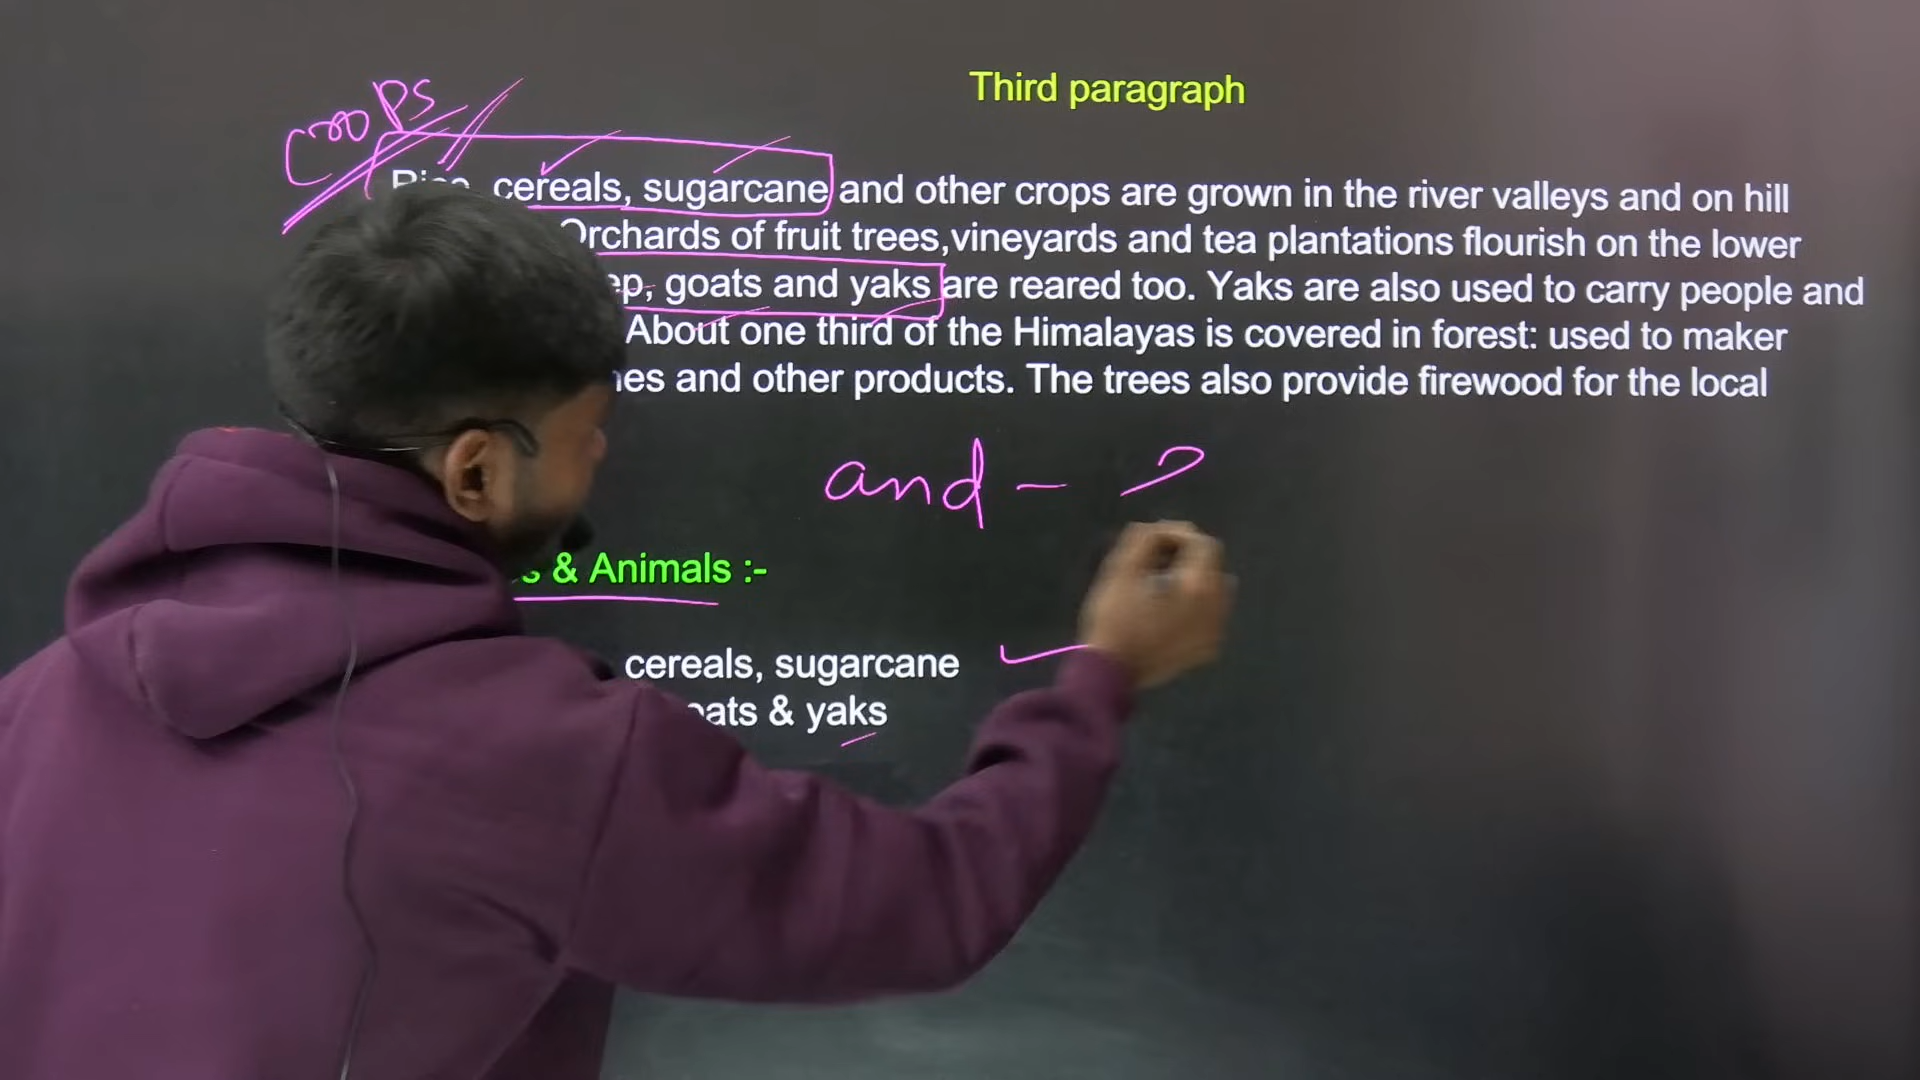 Third paragraph
crops
Rice, cereals, sugarcane and other crops are grown in the river valleys and on hill
Orchards of fruit trees,vineyards and tea plantations flourish on the lower
goats and yaks are reared too. Yaks are also used to carry people and
About one third of the Himalayas is covered in forest: used to maker
and other products. The trees also provide firewood for the local
and –
& Animals :-
cereals, sugarcane
& yaks